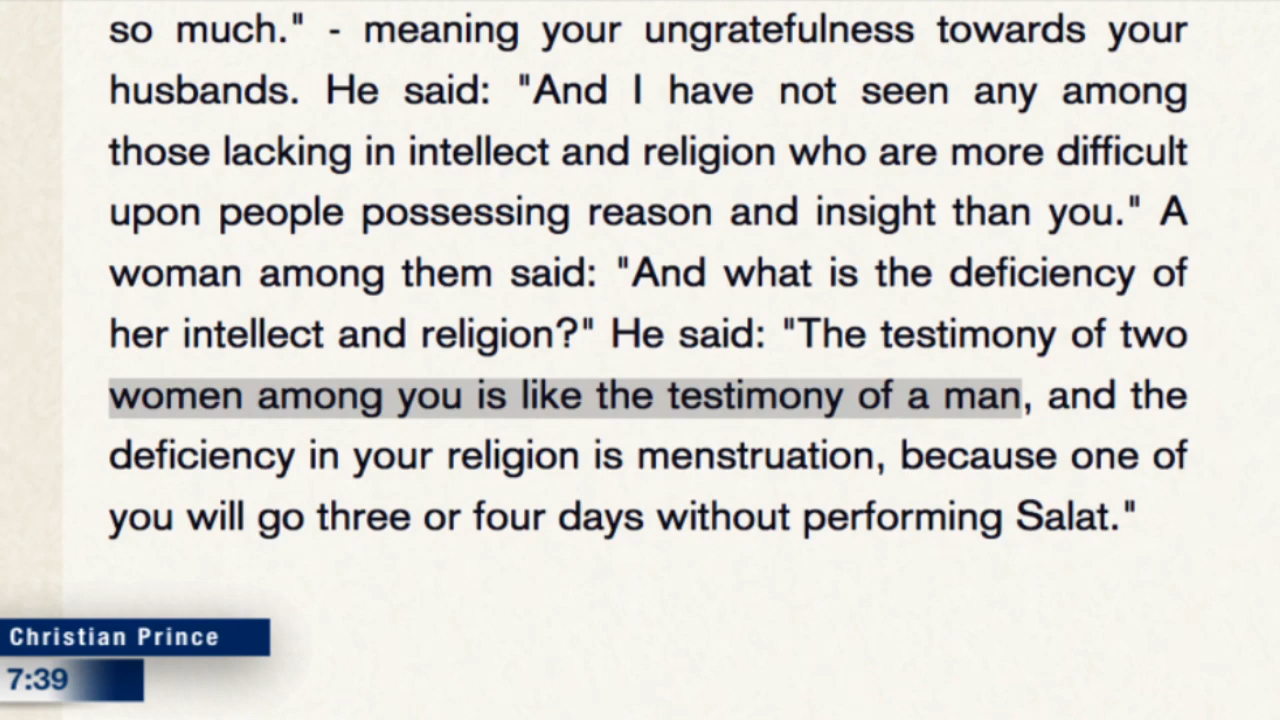 so much." - meaning your ungratefulness towards your
husbands. He said: "And I have not seen any among
those lacking in intellect and religion who are more difficult
upon people possessing reason and insight than you." A
woman among them said: "And what is the deficiency of
her intellect and religion?" He said: "The testimony of two
women among you is like the testimony of a man, and the
deficiency in your religion is menstruation, because one of
you will go three or four days without performing Salat."
Christian Prince
7:39